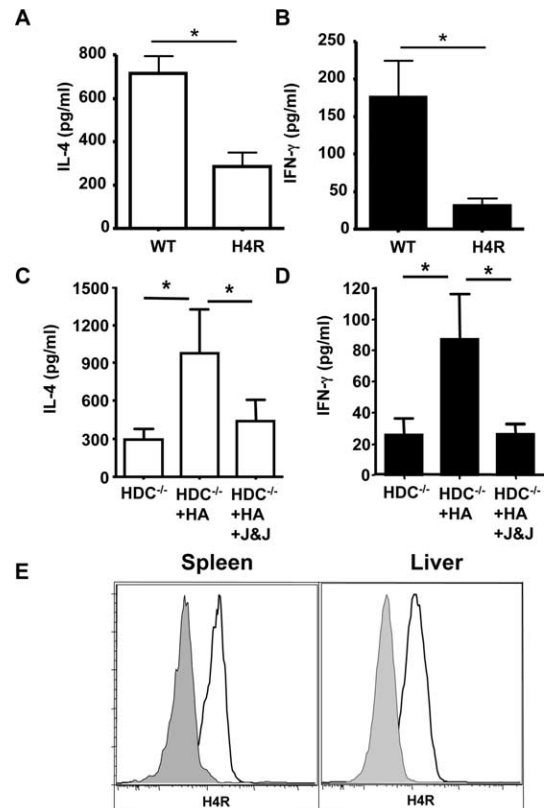 A
*
IL-4 (pg/ml)
800
600
400
200
0
WT
H4R
B
*
IFN-γ (pg/ml)
250
200
150
100
50
0
WT
H4R
C
*
*
IL-4 (pg/ml)
1500
1200
900
600
300
0
HDC-/-
HDC-/-
+HA
HDC-/-
+HA
+J&J
D
*
*
IFN-γ (pg/ml)
120
100
80
60
40
20
0
HDC-/-
HDC-/-
+HA
HDC-/-
+HA
+J&J
E
Spleen
Liver
H4R
H4R